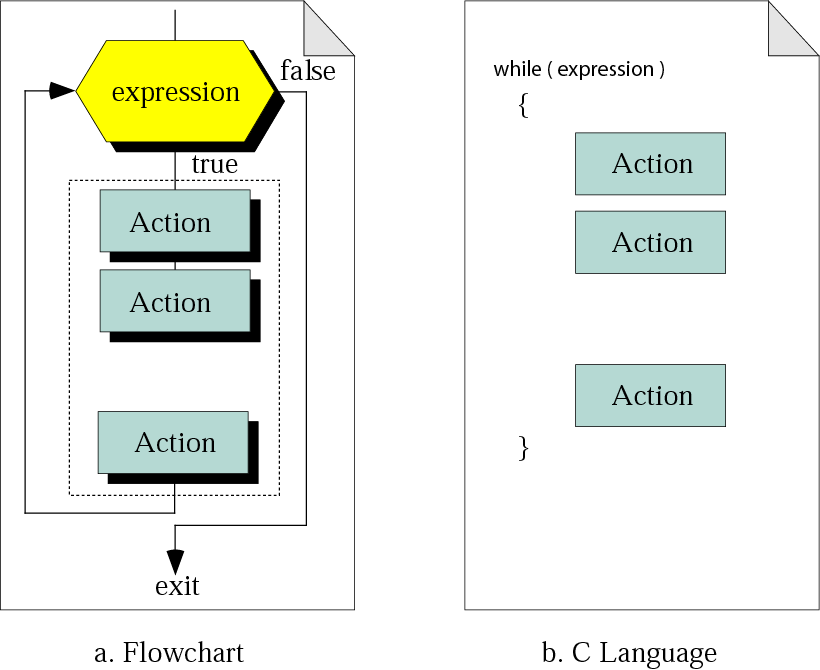 expression
false
true
Action
Action
Action
exit
a. Flowchart
while ( expression )
{
Action
Action
Action
}
b. C Language